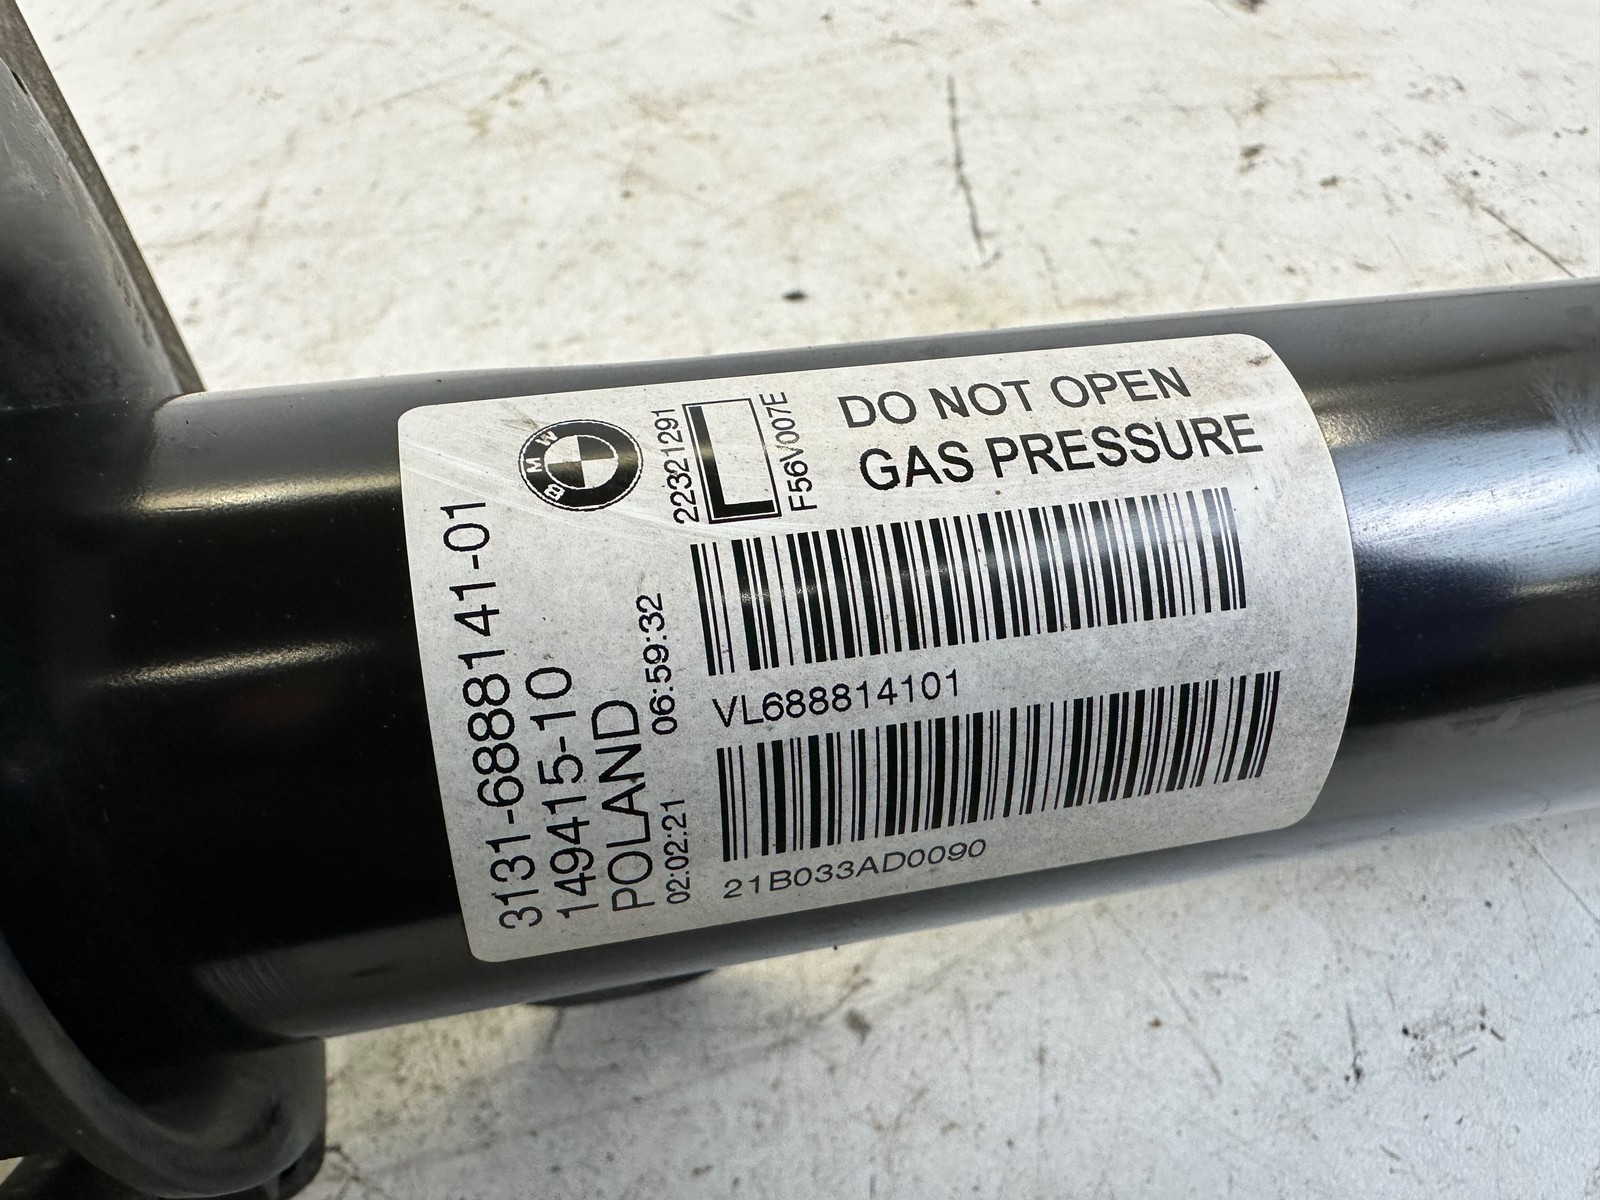 3131-6888141-01
149415-10
POLAND
02:02:21 06:59:32
BMW
22321291
L
F56V007E
DO NOT OPEN
GAS PRESSURE
VL688814101
21B033AD0090